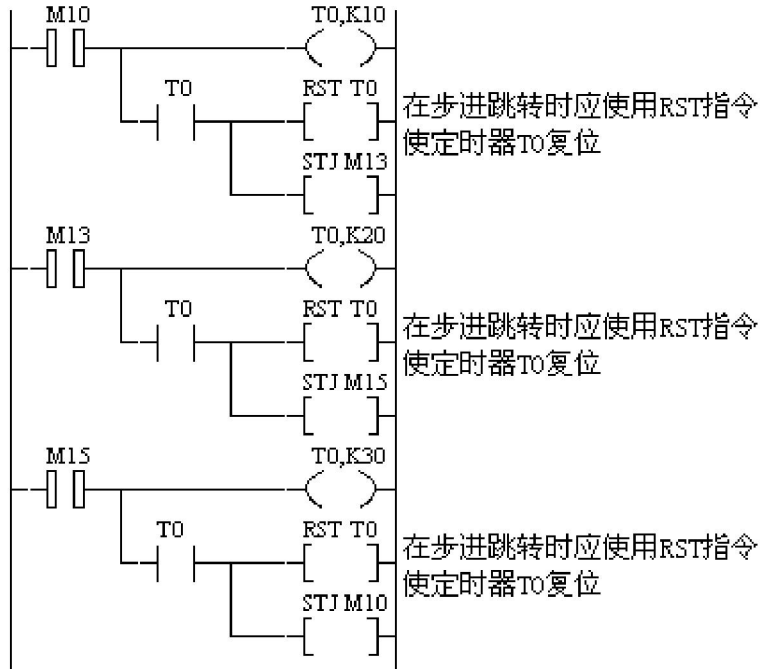 M10 T0,K10
T0 RST T0
在步进跳转时应使用RST指令
使定时器T0复位
STJ M13
M13 T0,K20
T0 RST T0
在步进跳转时应使用RST指令
使定时器T0复位
STJ M15
M15 T0,K30
T0 RST T0
在步进跳转时应使用RST指令
使定时器T0复位
STJ M10